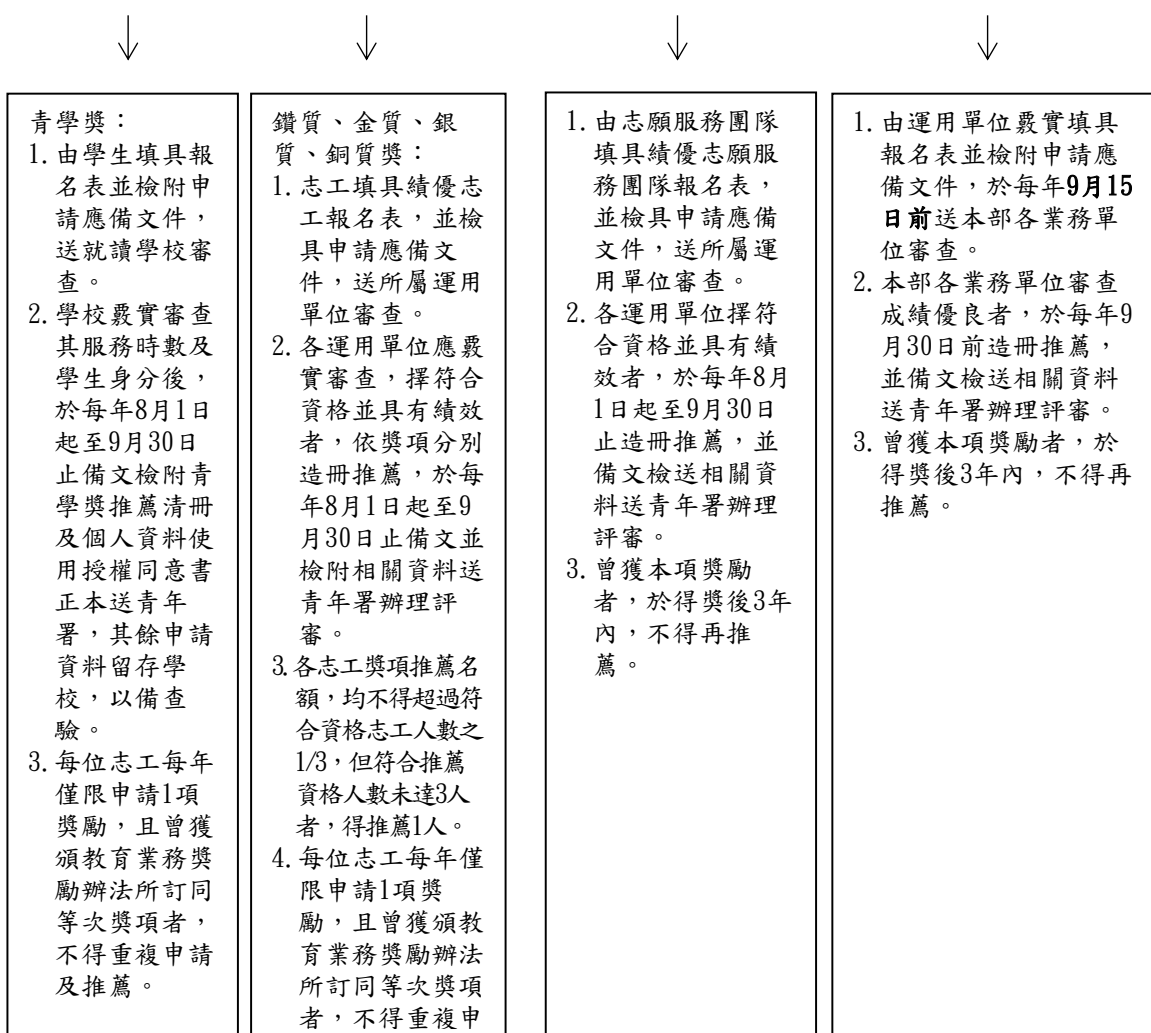 青學獎：
1.由學生填具報
名表並檢附申
請應備文件，
送就讀學校審
查。
2.學校覈實審查
其服務時數及
學生身分後，
於每年8月1日
起至9月30日
止備文檢附青
學獎推薦清冊
及個人資料使
用授權同意書
正本送青年
署，其餘申請
資料留存學
校，以備查
驗。
3.每位志工每年
僅限申請1項
獎勵，且曾獲
頒教育業務獎
勵辦法所訂同
等次獎項者，
不得重複申請
及推薦。
鑽質、金質、銀
質、銅質獎：
1.志工填具績優志
工報名表，並檢
具申請應備文
件，送所屬運用
單位審查。
2.各運用單位應覈
實審查，擇符合
資格並具有績效
者，依獎項分別
造冊推薦，於每
年8月1日起至9
月30日止備文並
檢附相關資料送
青年署辦理評
審。
3.各志工獎項推薦名
額，均不得超過符
合資格志工人數之
1/3，但符合推薦
資格人數未達3人
者，得推薦1人。
4.每位志工每年僅
限申請1項獎
勵，且曾獲頒教
育業務獎勵辦法
所訂同等次獎項
者，不得重複申
1.由志願服務團隊
填具績優志願服
務團隊報名表，
並檢具申請應備
文件，送所屬運
用單位審查。
2.各運用單位擇符
合資格並具有績
效者，於每年8月
1日起至9月30日
止造冊推薦，並
備文檢送相關資
料送青年署辦理
評審。
3.曾獲本項獎勵
者，於得獎後3年
內，不得再推
薦。
1.由運用單位覈實填具
報名表並檢附申請應
備文件，於每年9月15
日前送本部各業務單
位審查。
2.本部各業務單位審查
成績優良者，於每年9
月30日前造冊推薦，
並備文檢送相關資料
送青年署辦理評審。
3.曾獲本項獎勵者，於
得獎後3年內，不得再
推薦。